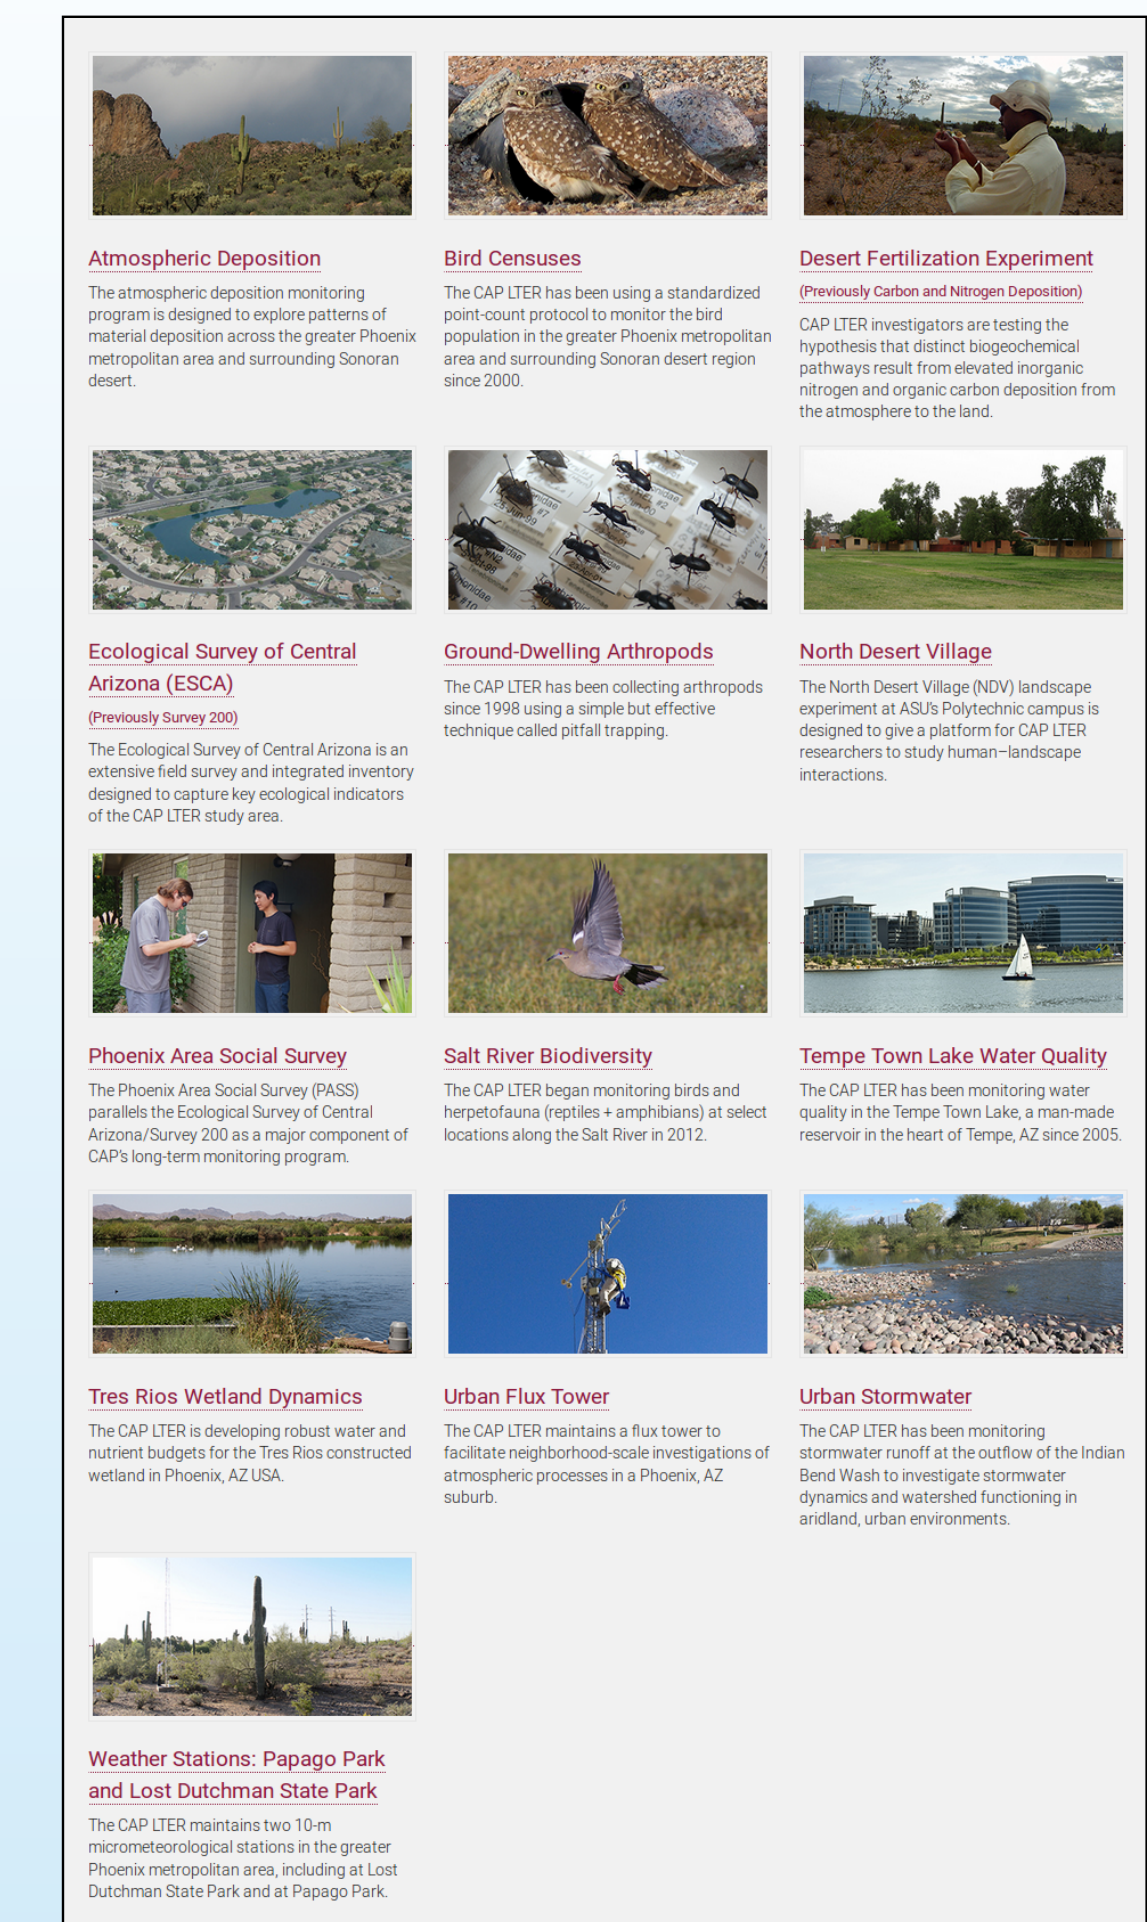 Atmospheric Deposition
The atmospheric deposition monitoring
program is designed to explore patterns of
material deposition across the greater Phoenix
metropolitan area and surrounding Sonoran
desert.
Bird Censuses
The CAP LTER has been using a standardized
point-count protocol to monitor the bird
population in the greater Phoenix metropolitan
area and surrounding Sonoran desert region
since 2000.
Desert Fertilization Experiment
(Previously Carbon and Nitrogen Deposition)
CAP LTER investigators are testing the
hypothesis that distinct biogeochemical
pathways result from elevated inorganic
nitrogen and organic carbon deposition from
the atmosphere to the land.
Ecological Survey of Central
Arizona (ESCA)
(Previously Survey 200)
The Ecological Survey of Central Arizona is an
extensive field survey and integrated inventory
designed to capture key ecological indicators
of the CAP LTER study area.
Ground-Dwelling Arthropods
The CAP LTER has been collecting arthropods
since 1998 using a simple but effective
technique called pitfall trapping.
North Desert Village
The North Desert Village (NDV) landscape
experiment at ASU's Polytechnic campus is
designed to give a platform for CAP LTER
researchers to study human–landscape
interactions.
Phoenix Area Social Survey
The Phoenix Area Social Survey (PASS)
parallels the Ecological Survey of Central
Arizona/Survey 200 as a major component of
CAP's long-term monitoring program.
Salt River Biodiversity
The CAP LTER began monitoring birds and
herpetofauna (reptiles + amphibians) at select
locations along the Salt River in 2012.
Tempe Town Lake Water Quality
The CAP LTER has been monitoring water
quality in the Tempe Town Lake, a man-made
reservoir in the heart of Tempe, AZ since 2005.
Tres Rios Wetland Dynamics
The CAP LTER is developing robust water and
nutrient budgets for the Tres Rios constructed
wetland in Phoenix, AZ USA.
Urban Flux Tower
The CAP LTER maintains a flux tower to
facilitate neighborhood-scale investigations of
atmospheric processes in a Phoenix, AZ
suburb.
Urban Stormwater
The CAP LTER has been monitoring
stormwater runoff at the outflow of the Indian
Bend Wash to investigate stormwater
dynamics and watershed functioning in
aridland, urban environments.
Weather Stations: Papago Park
and Lost Dutchman State Park
The CAP LTER maintains two 10-m
micrometeorological stations in the greater
Phoenix metropolitan area, including at Lost
Dutchman State Park and at Papago Park.